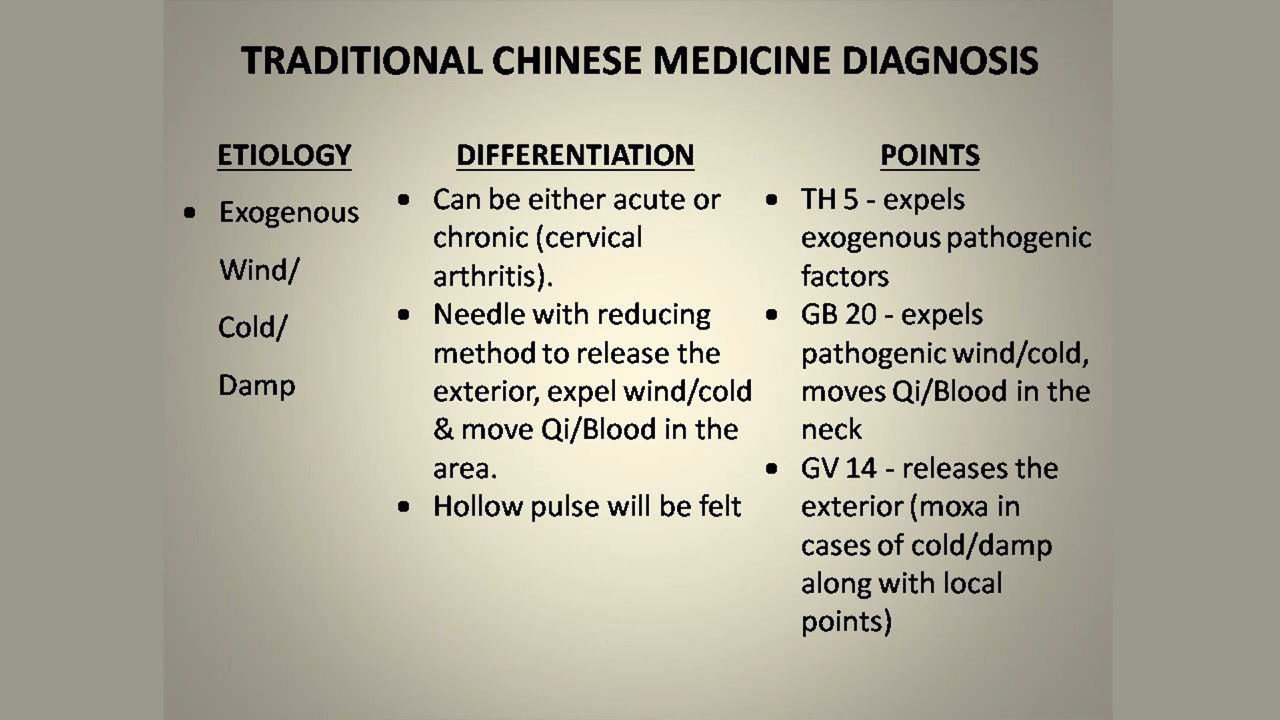 TRADITIONAL CHINESE MEDICINE DIAGNOSIS
ETIOLOGY
• Exogenous
Wind/
Cold/
Damp
DIFFERENTIATION
• Can be either acute or
chronic (cervical
arthritis).
• Needle with reducing
method to release the
exterior, expel wind/cold
& move Qi/Blood in the
area.
• Hollow pulse will be felt
POINTS
• TH 5 - expels
exogenous pathogenic
factors
• GB 20 - expels
pathogenic wind/cold,
moves Qi/Blood in the
neck
• GV 14 - releases the
exterior (moxa in
cases of cold/damp
along with local
points)